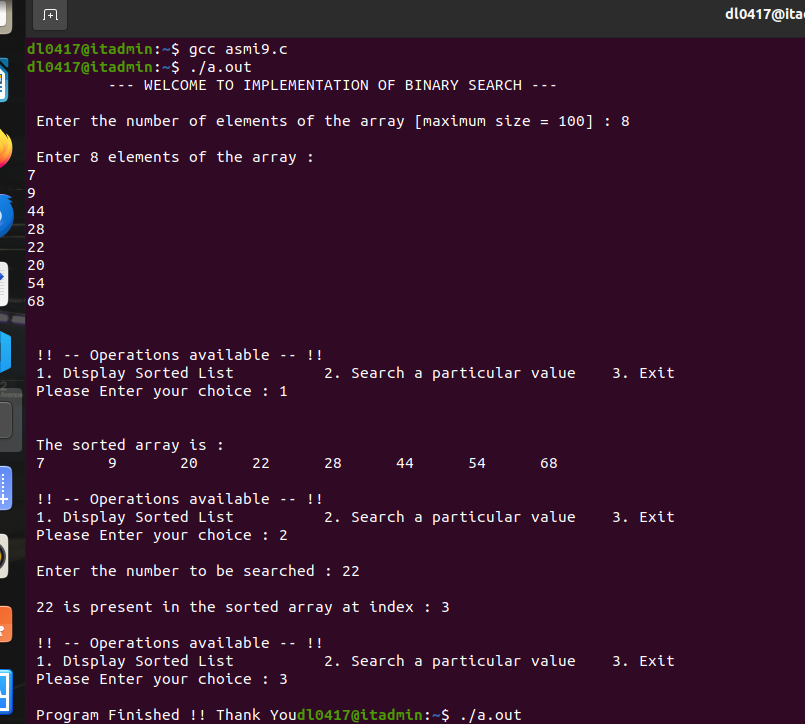 dl0417@ita
dl0417@itadmin:~$ gcc asmi9.c
dl0417@itadmin:~$ ./a.out
--- WELCOME TO IMPLEMENTATION OF BINARY SEARCH ---
Enter the number of elements of the array [maximum size = 100] : 8
Enter 8 elements of the array :
7
9
44
28
22
20
54
68
!! -- Operations available -- !!
1. Display Sorted List 2. Search a particular value 3. Exit
Please Enter your choice : 1
The sorted array is :
7 9 20 22 28 44 54 68
!! -- Operations available -- !!
1. Display Sorted List 2. Search a particular value 3. Exit
Please Enter your choice : 2
Enter the number to be searched : 22
22 is present in the sorted array at index : 3
!! -- Operations available -- !!
1. Display Sorted List 2. Search a particular value 3. Exit
Please Enter your choice : 3
Program Finished !! Thank Youdl0417@itadmin:~$ ./a.out